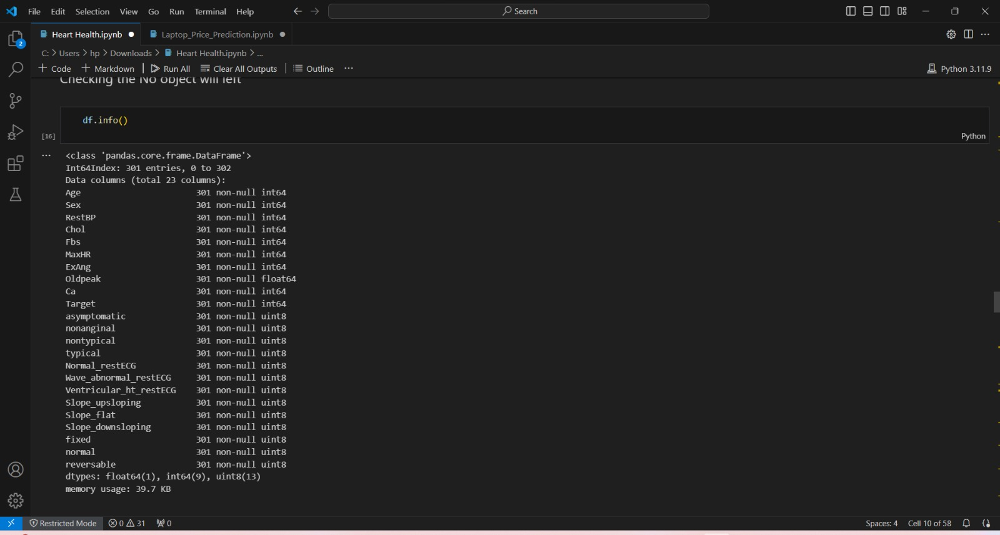 File Edit Selection View Go Run Terminal Help Search
Heart Health.ipynb Laptop_Price_Prediction.ipynb
2
C: > Users > hp > Downloads > Heart Health.ipynb > ...
+ Code + Markdown | Run All Clear All Outputs | Outline ... Python 3.11.9
Checking the No object will left
df.info()
[16] Python
... <class 'pandas.core.frame.DataFrame'>
Int64Index: 301 entries, 0 to 302
Data columns (total 23 columns):
Age 301 non-null int64
Sex 301 non-null int64
RestBP 301 non-null int64
Chol 301 non-null int64
Fbs 301 non-null int64
MaxHR 301 non-null int64
ExAng 301 non-null int64
Oldpeak 301 non-null float64
Ca 301 non-null int64
Target 301 non-null int64
asymptomatic 301 non-null uint8
nonanginal 301 non-null uint8
nontypical 301 non-null uint8
typical 301 non-null uint8
Normal_restECG 301 non-null uint8
Wave_abnormal_restECG 301 non-null uint8
Ventricular_ht_restECG 301 non-null uint8
Slope_upsloping 301 non-null uint8
Slope_flat 301 non-null uint8
Slope_downsloping 301 non-null uint8
fixed 301 non-null uint8
normal 301 non-null uint8
reversable 301 non-null uint8
dtypes: float64(1), int64(9), uint8(13)
memory usage: 39.7 KB
Restricted Mode 0 31 0 Spaces: 4 Cell 10 of 58